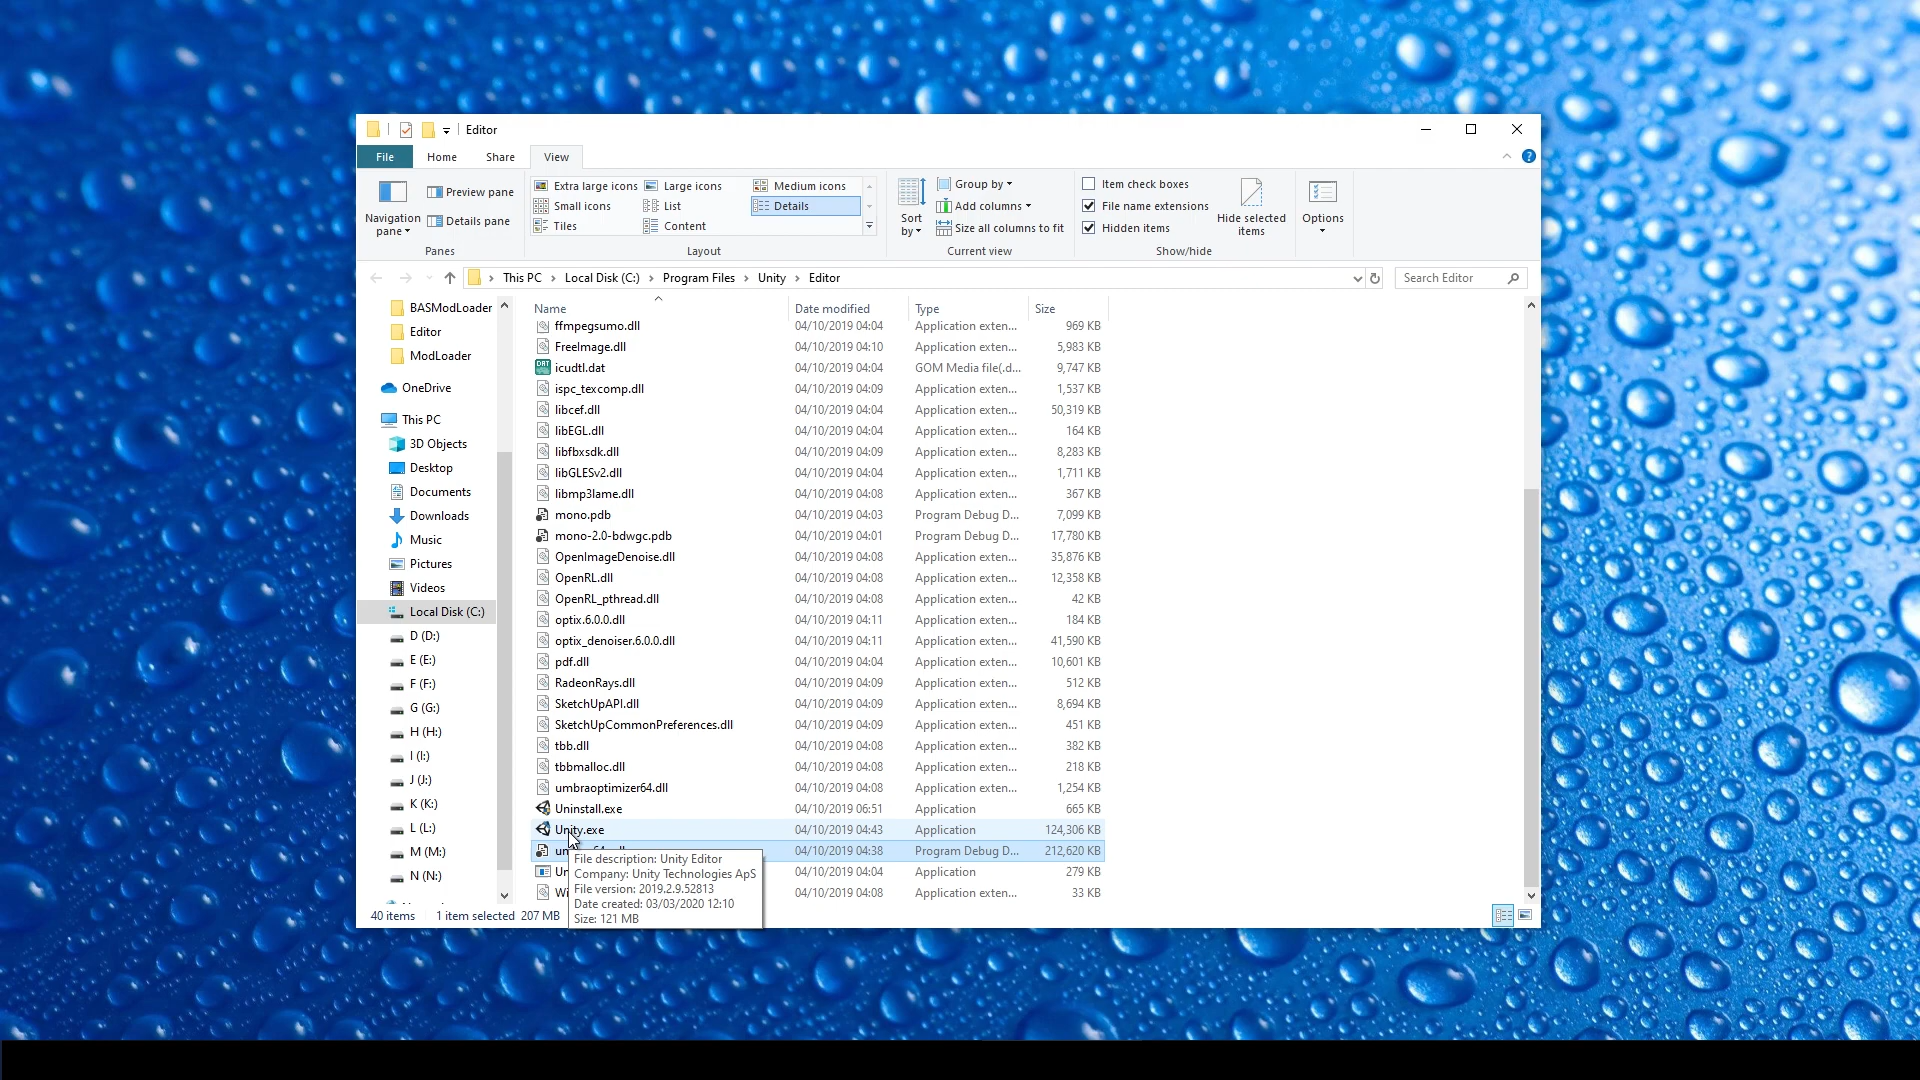 Editor
File Home Share View
Navigation pane
Preview pane
Details pane
Panes
Extra large icons Large icons Medium icons
Small icons List Details
Tiles Content
Layout
Sort by
Group by
Add columns
Size all columns to fit
Current view
Item check boxes
File name extensions
Hidden items
Hide selected items
Show/hide
Options
This PC Local Disk (C:) Program Files Unity Editor
Search Editor
BASModLoader
Editor
ModLoader
OneDrive
This PC
3D Objects
Desktop
Documents
Downloads
Music
Pictures
Videos
Local Disk (C:)
D (D:)
E (E:)
F (F:)
G (G:)
H (H:)
I (I:)
J (J:)
K (K:)
L (L:)
M (M:)
N (N:)
Name Date modified Type Size
ffmpegsumo.dll 04/10/2019 04:04 Application exten... 969 KB
FreeImage.dll 04/10/2019 04:10 Application exten... 5,983 KB
icudtl.dat 04/10/2019 04:04 GOM Media file(.d... 9,747 KB
ispc_texcomp.dll 04/10/2019 04:09 Application exten... 1,537 KB
libcef.dll 04/10/2019 04:04 Application exten... 50,319 KB
libEGL.dll 04/10/2019 04:04 Application exten... 164 KB
libfbxsdk.dll 04/10/2019 04:09 Application exten... 8,283 KB
libGLESv2.dll 04/10/2019 04:04 Application exten... 1,711 KB
libmp3lame.dll 04/10/2019 04:08 Application exten... 367 KB
mono.pdb 04/10/2019 04:03 Program Debug D... 7,099 KB
mono-2.0-bdwgc.pdb 04/10/2019 04:01 Program Debug D... 17,780 KB
OpenImageDenoise.dll 04/10/2019 04:08 Application exten... 35,876 KB
OpenRL.dll 04/10/2019 04:08 Application exten... 12,358 KB
OpenRL_pthread.dll 04/10/2019 04:08 Application exten... 42 KB
optix.6.0.0.dll 04/10/2019 04:11 Application exten... 184 KB
optix_denoiser.6.0.0.dll 04/10/2019 04:11 Application exten... 41,590 KB
pdf.dll 04/10/2019 04:04 Application exten... 10,601 KB
RadeonRays.dll 04/10/2019 04:09 Application exten... 512 KB
SketchUpAPI.dll 04/10/2019 04:09 Application exten... 8,694 KB
SketchUpCommonPreferences.dll 04/10/2019 04:09 Application exten... 451 KB
tbb.dll 04/10/2019 04:08 Application exten... 382 KB
tbbmalloc.dll 04/10/2019 04:08 Application exten... 218 KB
umbraoptimizer64.dll 04/10/2019 04:08 Application exten... 1,254 KB
Uninstall.exe 04/10/2019 06:51 Application 665 KB
Unity.exe 04/10/2019 04:43 Application 124,306 KB
04/10/2019 04:38 Program Debug D... 212,620 KB
04/10/2019 04:04 Application 279 KB
04/10/2019 04:08 Application exten... 33 KB
File description: Unity Editor
Company: Unity Technologies ApS
File version: 2019.2.9.52813
Date created: 03/03/2020 12:10
Size: 121 MB
40 items 1 item selected 207 MB